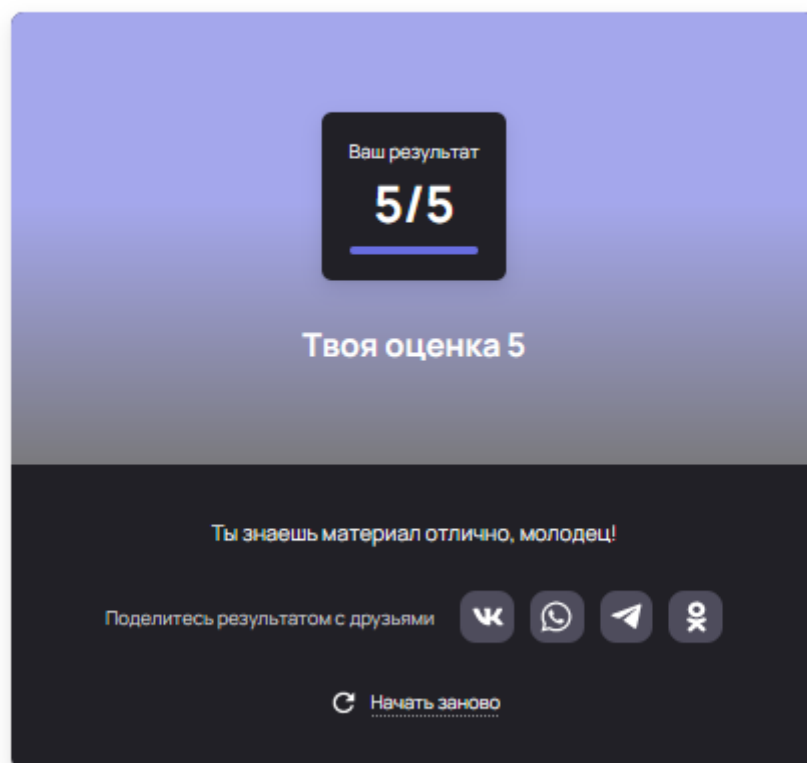 Ваш результат
5/5
Твоя оценка 5
Ты знаешь материал отлично, молодец!
Поделитесь результатом с друзьями
Начать заново